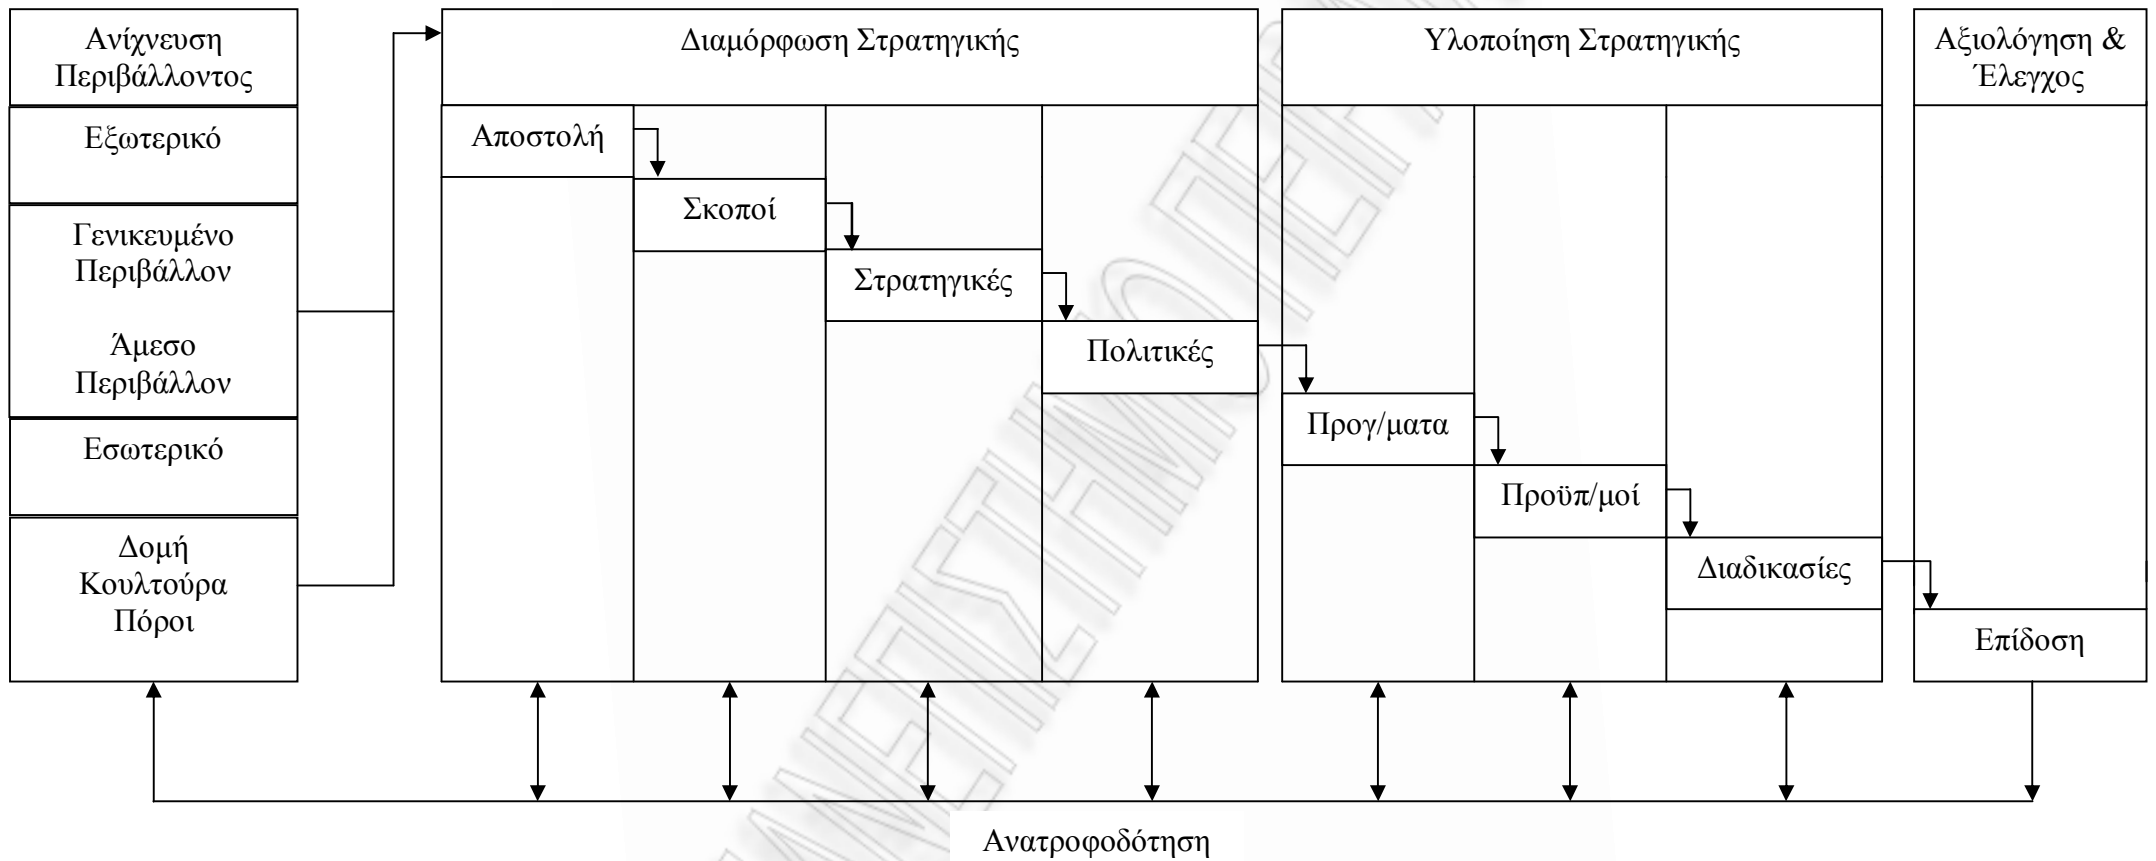 Ανίχνευση
Περιβάλλοντος
Εξωτερικό
Γενικευμένο
Περιβάλλον
Άμεσο
Περιβάλλον
Εσωτερικό
Δομή
Κουλτούρα
Πόροι
Διαμόρφωση Στρατηγικής
Αποστολή
Σκοποί
Στρατηγικές
Πολιτικές
Υλοποίηση Στρατηγικής
Προγ/ματα
Προϋπ/μοί
Διαδικασίες
Αξιολόγηση &
Έλεγχος
Επίδοση
Ανατροφοδότηση